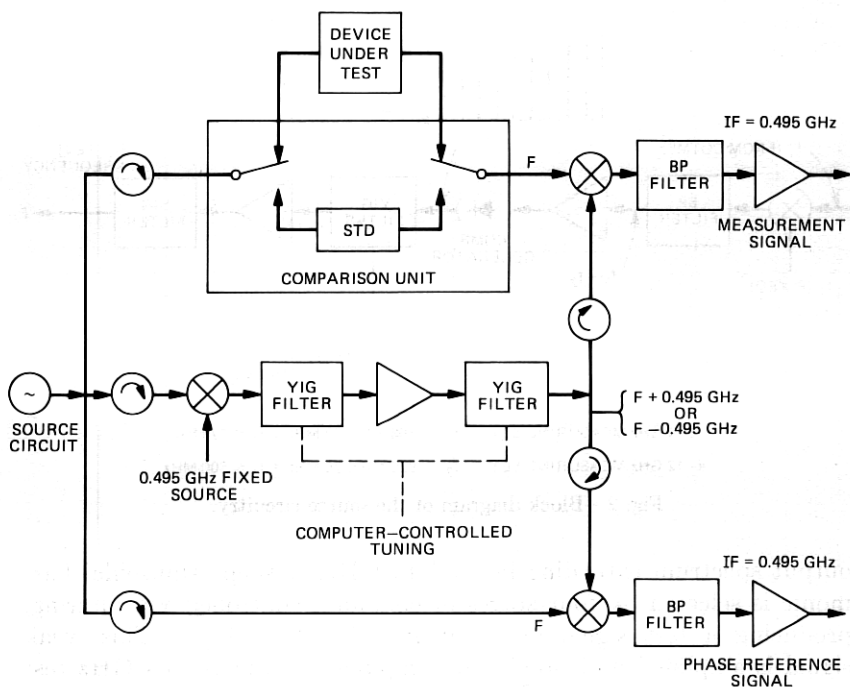 DEVICE
UNDER
TEST
IF = 0.495 GHz
F
BP
FILTER
STD
MEASUREMENT
SIGNAL
COMPARISON UNIT
~
SOURCE
CIRCUIT
YIG
FILTER
YIG
FILTER
F + 0.495 GHz
OR
F –0.495 GHz
0.495 GHz FIXED
SOURCE
COMPUTER–CONTROLLED
TUNING
IF = 0.495 GHz
F
BP
FILTER
PHASE REFERENCE
SIGNAL